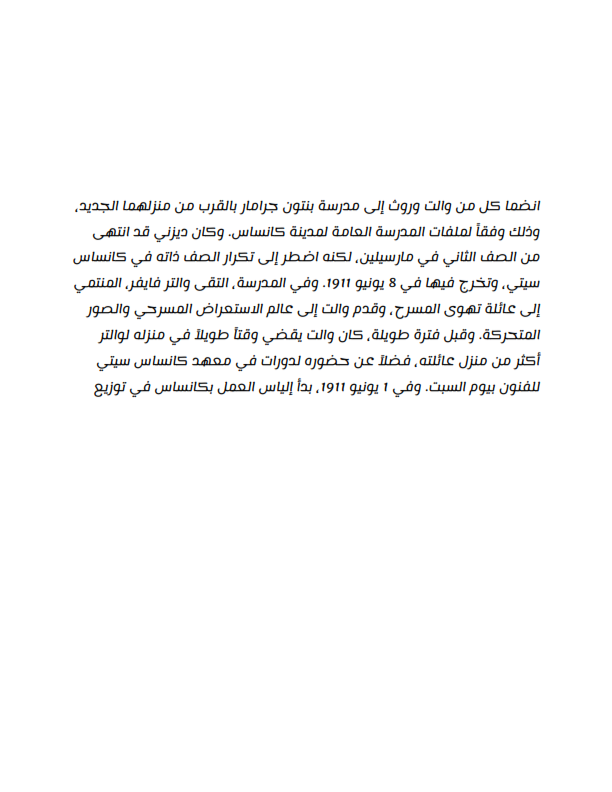 انضما كل من والت وروث إلى مدرسة بنتون جرامار بالقرب من منزلهما الجديد،
وذلك وفقاً لملفات المدرسة العامة لمدينة كانساس. وكان ديزني قد انتهى
من الصف الثاني في مارسيلين، لكنه اضطر إلى تكرار الصف ذاته في كانساس
سيتي، وتخرج فيها في 8 يونيو 1911. وفي المدرسة، التقى والتر فايفر، المنتمي
إلى عائلة تهوى المسرح، وقدم والت إلى عالم الاستعراض المسرحي والصور
المتحركة. وقبل فترة طويلة، كان والت يقضي وقتاً طويلاً في منزله لوالتر
أكثر من منزل عائلته، فضلاً عن حضوره لدورات في معهد كانساس سيتي
للفنون بيوم السبت. وفي 1 يونيو 1911، بدأ إلياس العمل بكانساس في توزيع